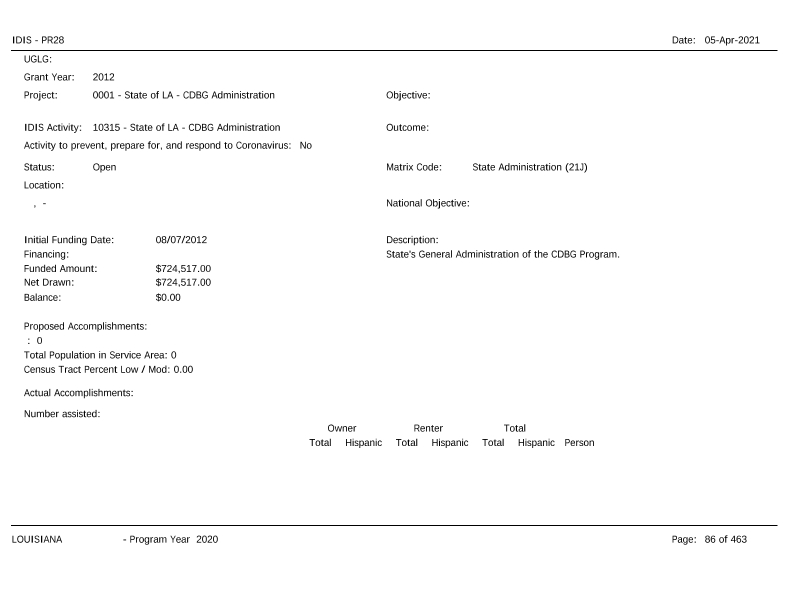 IDIS - PR28 Date: 05-Apr-2021
UGLG:
Grant Year: 2012
Project: 0001 - State of LA - CDBG Administration Objective:
IDIS Activity: 10315 - State of LA - CDBG Administration Outcome:
Activity to prevent, prepare for, and respond to Coronavirus: No
Status: Open Matrix Code: State Administration (21J)
Location:
, - National Objective:
Initial Funding Date: 08/07/2012 Description:
Financing: State's General Administration of the CDBG Program.
Funded Amount: $724,517.00
Net Drawn: $724,517.00
Balance: $0.00
Proposed Accomplishments:
: 0
Total Population in Service Area: 0
Census Tract Percent Low / Mod: 0.00
Actual Accomplishments:
Number assisted:
Owner Renter Total
Total Hispanic Total Hispanic Total Hispanic Person
LOUISIANA - Program Year 2020 Page: 86 of 463